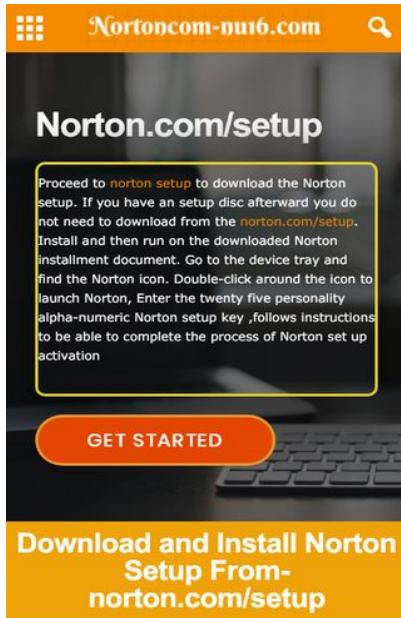 Nortoncom-nu16.com
Norton.com/setup
Proceed to norton setup to download the Norton
setup. If you have an setup disc afterward you do
not need to download from the norton.com/setup.
Install and then run on the downloaded Norton
installment document. Go to the device tray and
find the Norton icon. Double-click around the icon to
launch Norton, Enter the twenty five personality
alpha-numeric Norton setup key ,follows instructions
to be able to complete the process of Norton set up
activation
GET STARTED
Download and Install Norton
Setup From-
norton.com/setup